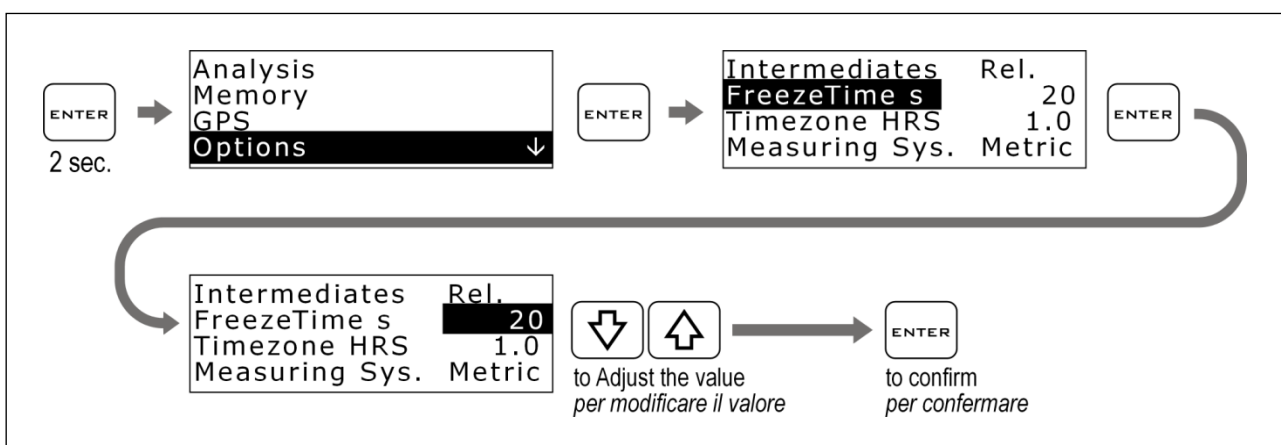 ENTER
2 sec.
Analysis
Memory
GPS
Options ↓
ENTER
Intermediates Rel.
FreezeTime s 20
Timezone HRS 1.0
Measuring Sys. Metric
ENTER
Intermediates Rel.
FreezeTime s 20
Timezone HRS 1.0
Measuring Sys. Metric
to Adjust the value
per modificare il valore
ENTER
to confirm
per confermare